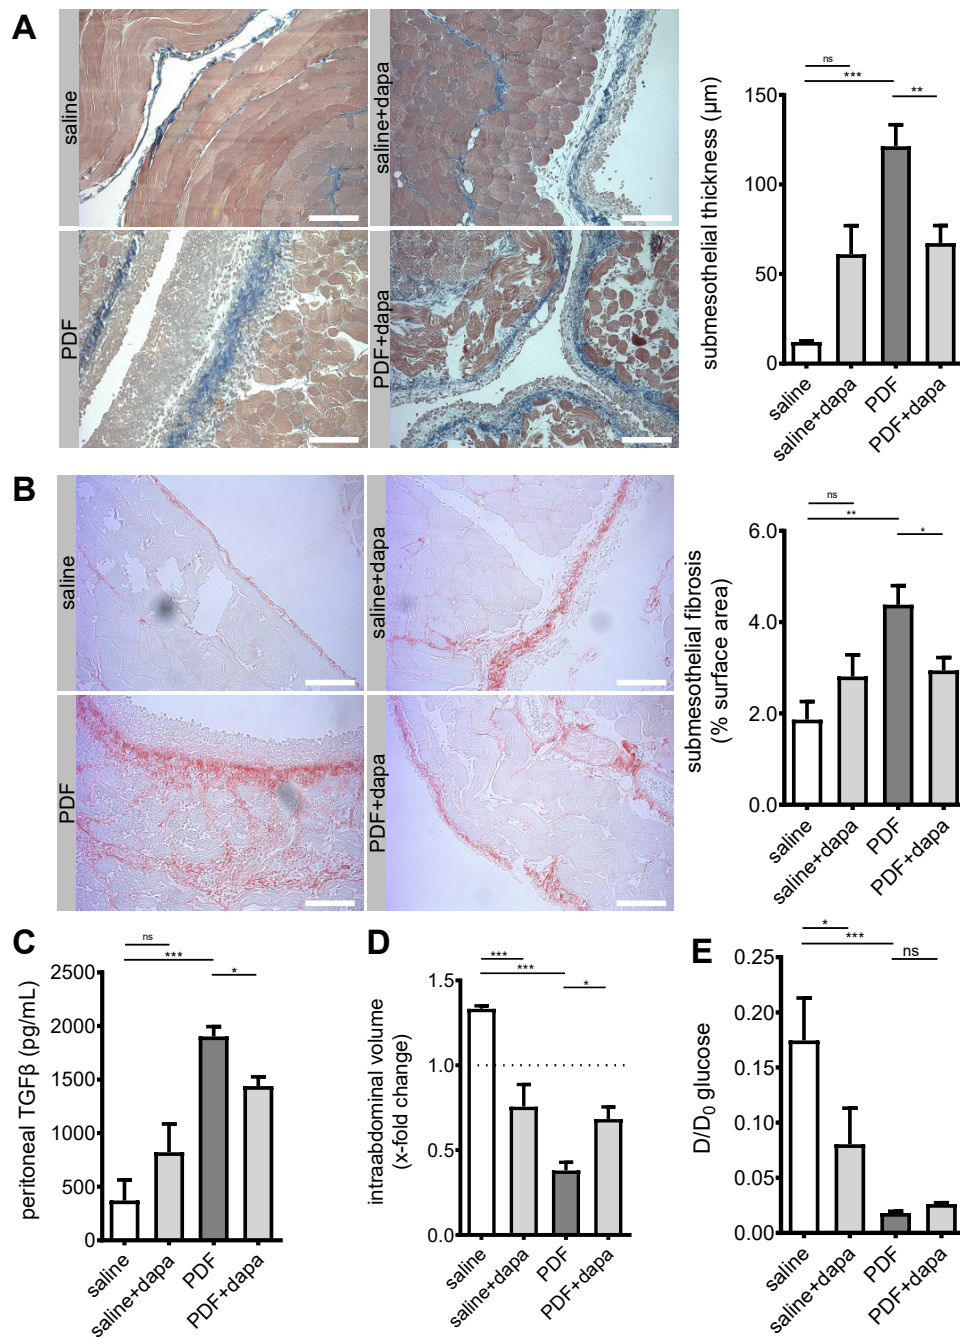 A
saline
saline+dapa
PDF
PDF+dapa
submesothelial thickness (µm)
ns
***
**
150
100
50
0
saline
saline+dapa
PDF
PDF+dapa
B
saline
saline+dapa
PDF
PDF+dapa
submesothelial fibrosis
(% surface area)
ns
**
*
6.0
4.0
2.0
0.0
saline
saline+dapa
PDF
PDF+dapa
C
peritoneal TGFβ (pg/mL)
ns
***
*
2500
2000
1500
1000
500
0
saline
saline+dapa
PDF
PDF+dapa
D
intraabdominal volume
(x-fold change)
***
***
*
1.5
1.0
0.5
0.0
saline
saline+dapa
PDF
PDF+dapa
E
D/D0 glucose
*
***
ns
0.25
0.20
0.15
0.10
0.05
0.00
saline
saline+dapa
PDF
PDF+dapa